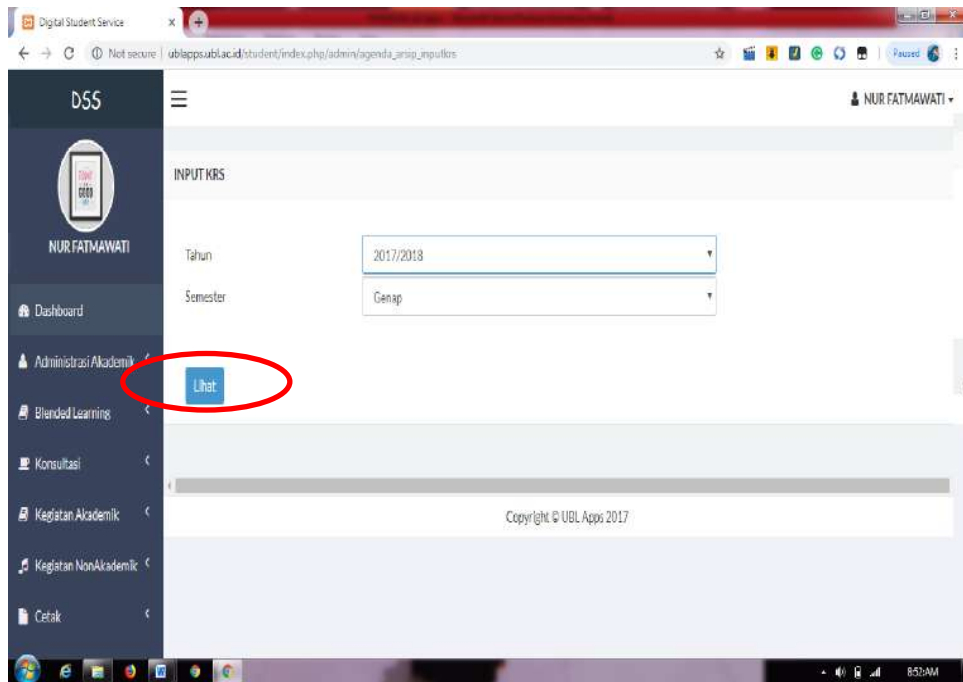 Digital Student Service
Not secure | ublapps.ubl.ac.id/student/index.php/admin/agenda_arsip_inputkrs
Paused
DSS
NUR FATMAWATI
INPUT KRS
NUR FATMAWATI
Tahun
2017/2018
Semester
Genap
Dashboard
Administrasi Akademik
Lihat
Blended Learning
Konsultasi
Kegiatan Akademik
Copyright © UBL Apps 2017
Kegiatan NonAkademik
Cetak
8:52 AM